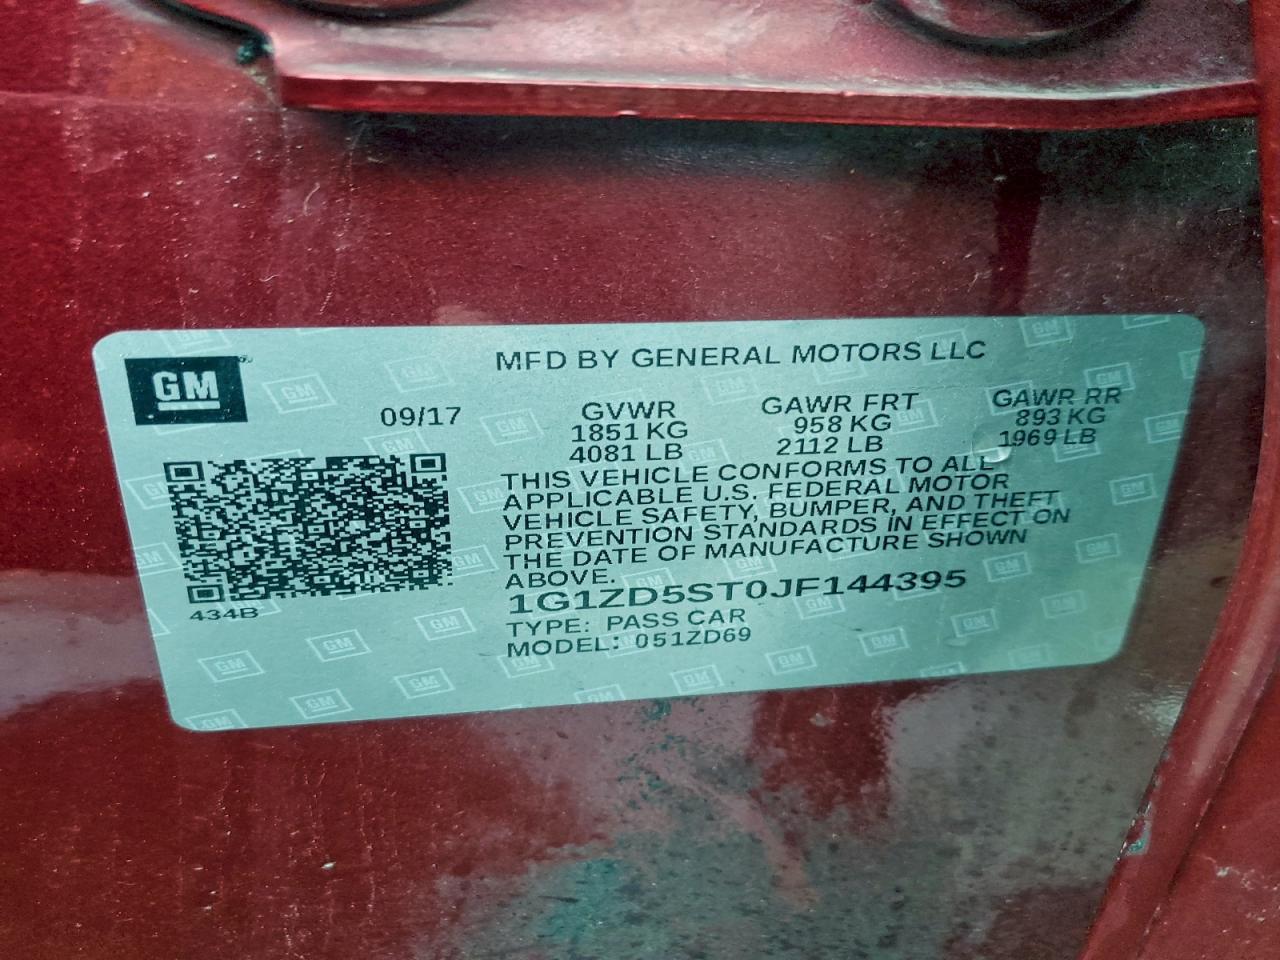 MFD BY GENERAL MOTORS LLC
GM
09/17
GVWR GAWR FRT GAWR RR
1851 KG 958 KG 893 KG
4081 LB 2112 LB 1969 LB
THIS VEHICLE CONFORMS TO ALL
APPLICABLE U.S. FEDERAL MOTOR
VEHICLE SAFETY, BUMPER, AND THEFT
PREVENTION STANDARDS IN EFFECT ON
THE DATE OF MANUFACTURE SHOWN
ABOVE.
434B
1G1ZD5ST0JF144395
TYPE: PASS CAR
MODEL: 051ZD69